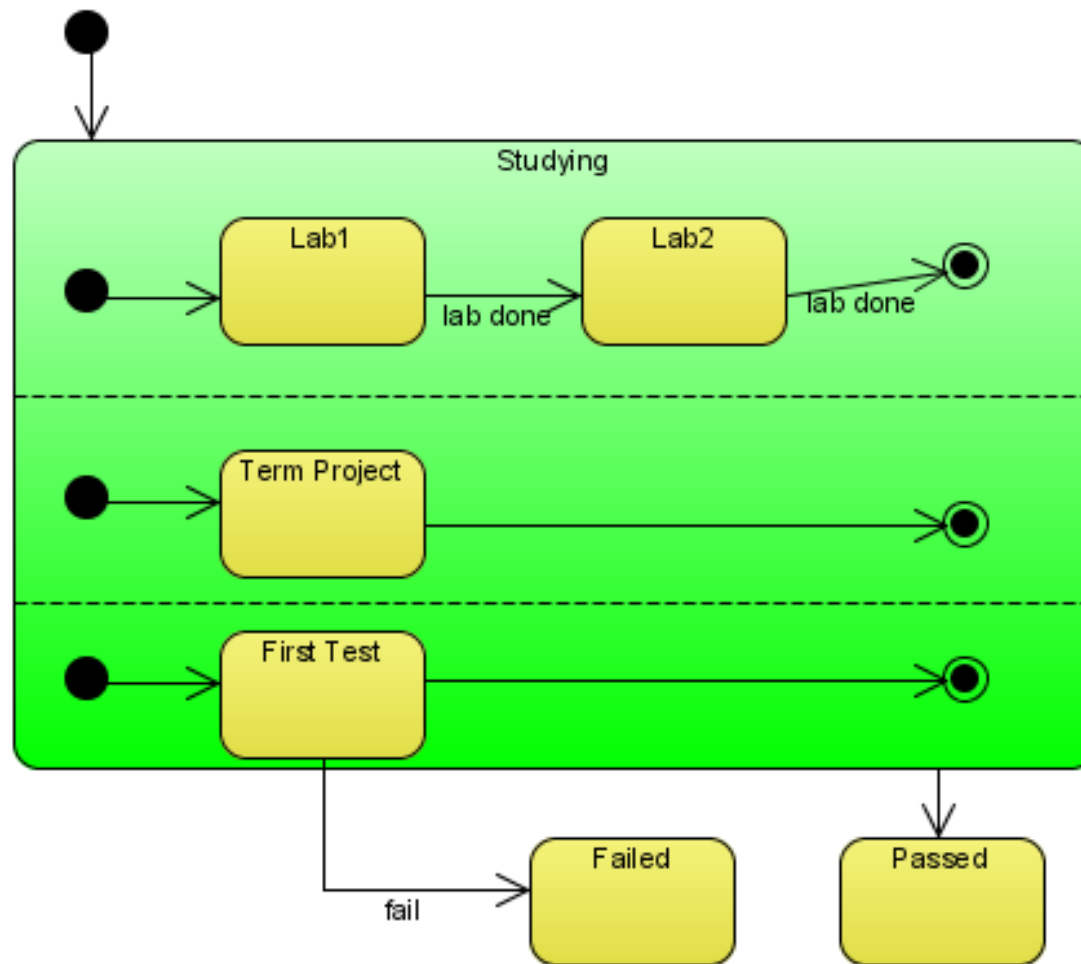 Studying
Lab1
Lab2
lab done
lab done
Term Project
First Test
Failed
Passed
fail